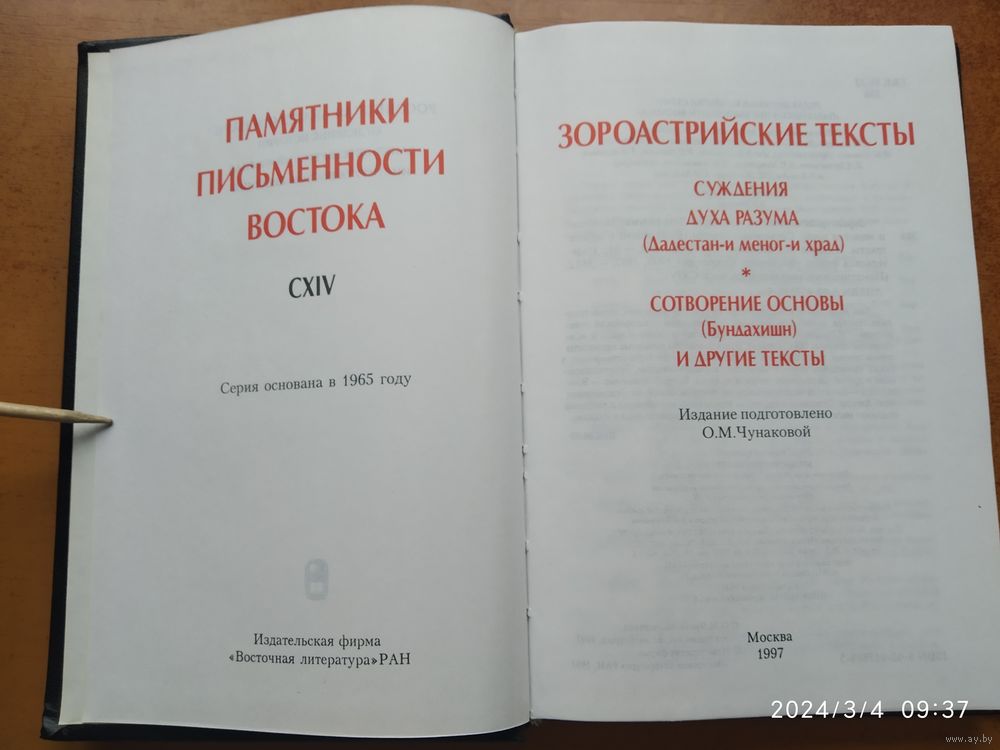 ПАМЯТНИКИ
ПИСЬМЕННОСТИ
ВОСТОКА
CXIV
Серия основана в 1965 году
Издательская фирма
«Восточная литература» РАН
ЗОРОАСТРИЙСКИЕ ТЕКСТЫ
СУЖДЕНИЯ
ДУХА РАЗУМА
(Дадестан-и меног-и храд)
*
СОТВОРЕНИЕ ОСНОВЫ
(Бундахишн)
И ДРУГИЕ ТЕКСТЫ
Издание подготовлено
О.М.Чунаковой
Москва
1997
2024/3/4 09:37
www.ay.by